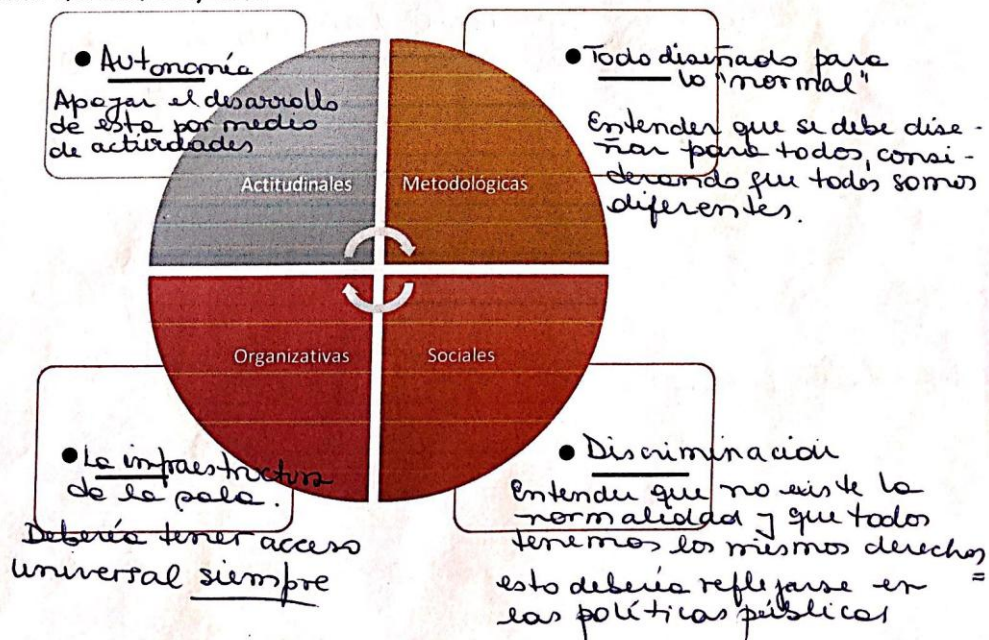 ● Autonomía
Apoyar el desarrollo
de esta por medio
de actividades
Actitudinales
● Todo diseñado para
lo "normal"
Entender que se debe dise-
ñar para todos, consi-
derando que todos somos
diferentes.
Metodológicas
Organizativas
● La infraestructura
de la
Debería tener acceso
universal siempre
Sociales
● Discriminación
Entender que no existe la
normalidad y que todos
tenemos los mismos derechos
esto debería reflejarse en =
las políticas públicas